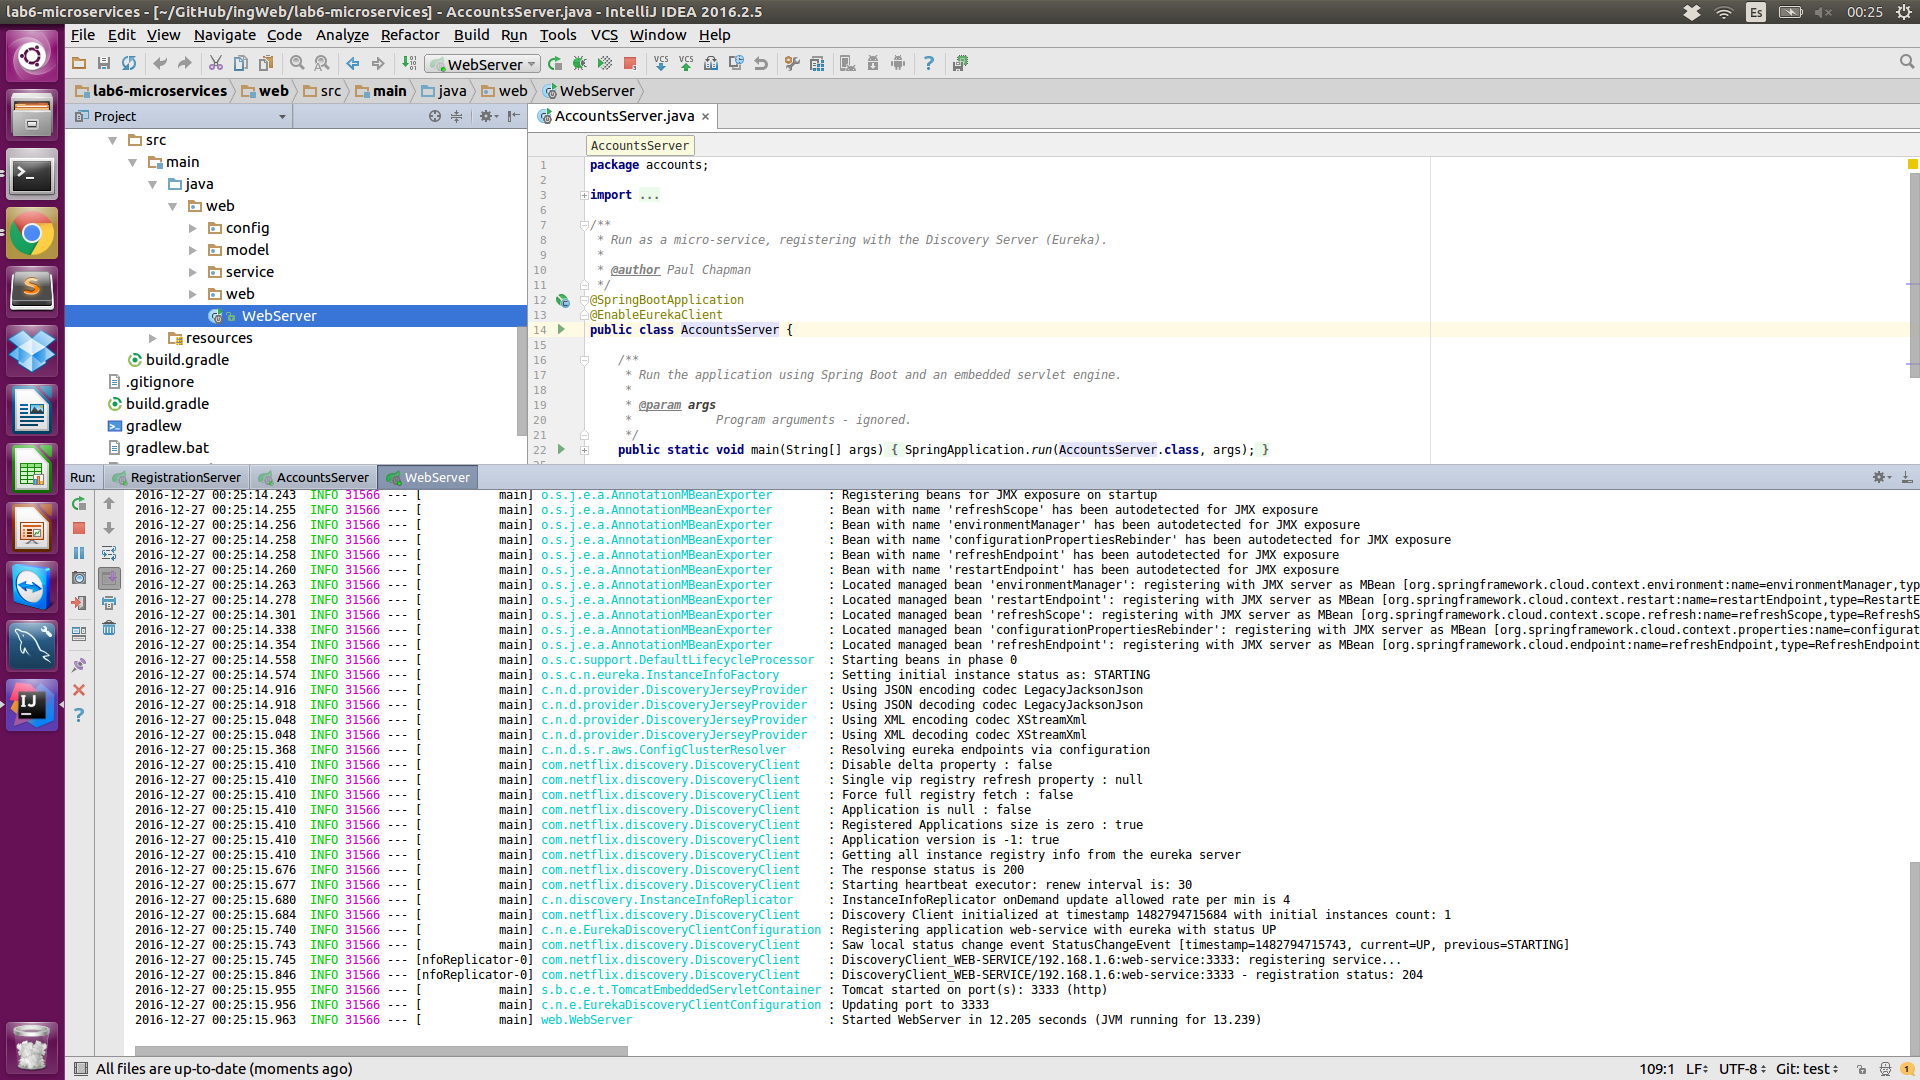 lab6-microservices - [~/GitHub/ingWeb/lab6-microservices] - AccountsServer.java - IntelliJ IDEA 2016.2.5
Es
00:25
File Edit View Navigate Code Analyze Refactor Build Run Tools VCS Window Help
WebServer
VCS VCS
lab6-microservices web src main java web WebServer
Project
AccountsServer.java
src
main
java
web
config
model
service
web
WebServer
resources
build.gradle
.gitignore
build.gradle
gradlew
gradlew.bat
AccountsServer
1 package accounts;
2
3 import ...
6
7 /**
8 * Run as a micro-service, registering with the Discovery Server (Eureka).
9 *
10 * @author Paul Chapman
11 */
12 @SpringBootApplication
13 @EnableEurekaClient
14 public class AccountsServer {
15
16 /**
17 * Run the application using Spring Boot and an embedded servlet engine.
18 *
19 * @param args
20 * Program arguments - ignored.
21 */
22 public static void main(String[] args) { SpringApplication.run(AccountsServer.class, args); }
Run: RegistrationServer AccountsServer WebServer
2016-12-27 00:25:14.243 INFO 31566 --- [ main] o.s.j.e.a.AnnotationMBeanExporter : Registering beans for JMX exposure on startup
2016-12-27 00:25:14.255 INFO 31566 --- [ main] o.s.j.e.a.AnnotationMBeanExporter : Bean with name 'refreshScope' has been autodetected for JMX exposure
2016-12-27 00:25:14.256 INFO 31566 --- [ main] o.s.j.e.a.AnnotationMBeanExporter : Bean with name 'environmentManager' has been autodetected for JMX exposure
2016-12-27 00:25:14.258 INFO 31566 --- [ main] o.s.j.e.a.AnnotationMBeanExporter : Bean with name 'configurationPropertiesRebinder' has been autodetected for JMX exposure
2016-12-27 00:25:14.258 INFO 31566 --- [ main] o.s.j.e.a.AnnotationMBeanExporter : Bean with name 'refreshEndpoint' has been autodetected for JMX exposure
2016-12-27 00:25:14.260 INFO 31566 --- [ main] o.s.j.e.a.AnnotationMBeanExporter : Bean with name 'restartEndpoint' has been autodetected for JMX exposure
2016-12-27 00:25:14.263 INFO 31566 --- [ main] o.s.j.e.a.AnnotationMBeanExporter : Located managed bean 'environmentManager': registering with JMX server as MBean [org.springframework.cloud.context.environment:name=environmentManager,typ
2016-12-27 00:25:14.278 INFO 31566 --- [ main] o.s.j.e.a.AnnotationMBeanExporter : Located managed bean 'restartEndpoint': registering with JMX server as MBean [org.springframework.cloud.context.restart:name=restartEndpoint,type=RestartE
2016-12-27 00:25:14.301 INFO 31566 --- [ main] o.s.j.e.a.AnnotationMBeanExporter : Located managed bean 'refreshScope': registering with JMX server as MBean [org.springframework.cloud.context.scope.refresh:name=refreshScope,type=RefreshS
2016-12-27 00:25:14.338 INFO 31566 --- [ main] o.s.j.e.a.AnnotationMBeanExporter : Located managed bean 'configurationPropertiesRebinder': registering with JMX server as MBean [org.springframework.cloud.context.properties:name=configurat
2016-12-27 00:25:14.354 INFO 31566 --- [ main] o.s.j.e.a.AnnotationMBeanExporter : Located managed bean 'refreshEndpoint': registering with JMX server as MBean [org.springframework.cloud.endpoint:name=refreshEndpoint,type=RefreshEndpoint
2016-12-27 00:25:14.558 INFO 31566 --- [ main] o.s.c.support.DefaultLifecycleProcessor : Starting beans in phase 0
2016-12-27 00:25:14.574 INFO 31566 --- [ main] o.s.c.n.eureka.InstanceInfoFactory : Setting initial instance status as: STARTING
2016-12-27 00:25:14.916 INFO 31566 --- [ main] c.n.d.provider.DiscoveryJerseyProvider : Using JSON encoding codec LegacyJacksonJson
2016-12-27 00:25:14.918 INFO 31566 --- [ main] c.n.d.provider.DiscoveryJerseyProvider : Using JSON decoding codec LegacyJacksonJson
2016-12-27 00:25:15.048 INFO 31566 --- [ main] c.n.d.provider.DiscoveryJerseyProvider : Using XML encoding codec XStreamXml
2016-12-27 00:25:15.048 INFO 31566 --- [ main] c.n.d.provider.DiscoveryJerseyProvider : Using XML decoding codec XStreamXml
2016-12-27 00:25:15.368 INFO 31566 --- [ main] c.n.d.s.r.aws.ConfigClusterResolver : Resolving eureka endpoints via configuration
2016-12-27 00:25:15.410 INFO 31566 --- [ main] com.netflix.discovery.DiscoveryClient : Disable delta property : false
2016-12-27 00:25:15.410 INFO 31566 --- [ main] com.netflix.discovery.DiscoveryClient : Single vip registry refresh property : null
2016-12-27 00:25:15.410 INFO 31566 --- [ main] com.netflix.discovery.DiscoveryClient : Force full registry fetch : false
2016-12-27 00:25:15.410 INFO 31566 --- [ main] com.netflix.discovery.DiscoveryClient : Application is null : false
2016-12-27 00:25:15.410 INFO 31566 --- [ main] com.netflix.discovery.DiscoveryClient : Registered Applications size is zero : true
2016-12-27 00:25:15.410 INFO 31566 --- [ main] com.netflix.discovery.DiscoveryClient : Application version is -1: true
2016-12-27 00:25:15.410 INFO 31566 --- [ main] com.netflix.discovery.DiscoveryClient : Getting all instance registry info from the eureka server
2016-12-27 00:25:15.676 INFO 31566 --- [ main] com.netflix.discovery.DiscoveryClient : The response status is 200
2016-12-27 00:25:15.677 INFO 31566 --- [ main] com.netflix.discovery.DiscoveryClient : Starting heartbeat executor: renew interval is: 30
2016-12-27 00:25:15.680 INFO 31566 --- [ main] c.n.discovery.InstanceInfoReplicator : InstanceInfoReplicator onDemand update allowed rate per min is 4
2016-12-27 00:25:15.684 INFO 31566 --- [ main] com.netflix.discovery.DiscoveryClient : Discovery Client initialized at timestamp 1482794715684 with initial instances count: 1
2016-12-27 00:25:15.740 INFO 31566 --- [ main] c.n.e.EurekaDiscoveryClientConfiguration : Registering application web-service with eureka with status UP
2016-12-27 00:25:15.743 INFO 31566 --- [ main] com.netflix.discovery.DiscoveryClient : Saw local status change event StatusChangeEvent [timestamp=1482794715743, current=UP, previous=STARTING]
2016-12-27 00:25:15.745 INFO 31566 --- [nfoReplicator-0] com.netflix.discovery.DiscoveryClient : DiscoveryClient_WEB-SERVICE/192.168.1.6:web-service:3333: registering service...
2016-12-27 00:25:15.846 INFO 31566 --- [nfoReplicator-0] com.netflix.discovery.DiscoveryClient : DiscoveryClient_WEB-SERVICE/192.168.1.6:web-service:3333 - registration status: 204
2016-12-27 00:25:15.955 INFO 31566 --- [ main] s.b.c.e.t.TomcatEmbeddedServletContainer : Tomcat started on port(s): 3333 (http)
2016-12-27 00:25:15.956 INFO 31566 --- [ main] c.n.e.EurekaDiscoveryClientConfiguration : Updating port to 3333
2016-12-27 00:25:15.963 INFO 31566 --- [ main] web.WebServer : Started WebServer in 12.205 seconds (JVM running for 13.239)
All files are up-to-date (moments ago)
109:1 LF UTF-8 Git: test 1